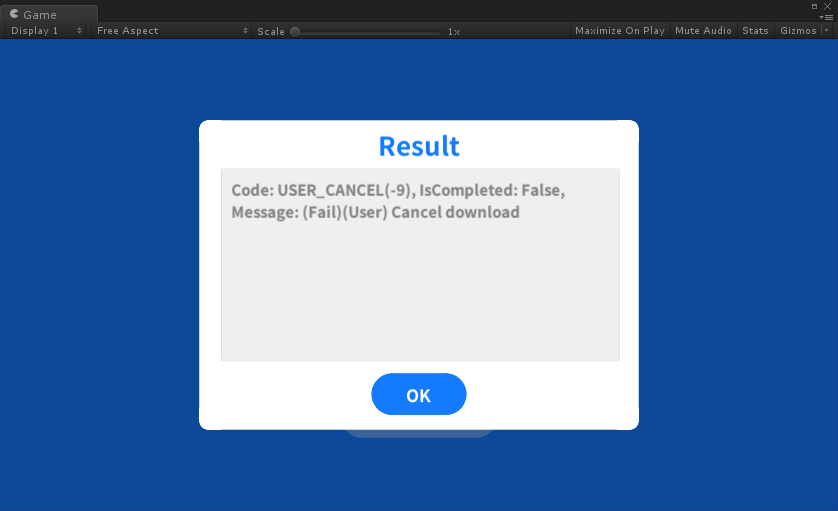 Game
Display 1 Free Aspect Scale 1x Maximize On Play Mute Audio Stats Gizmos
Result
Code: USER_CANCEL(-9), IsCompleted: False,
Message: (Fail)(User) Cancel download
OK